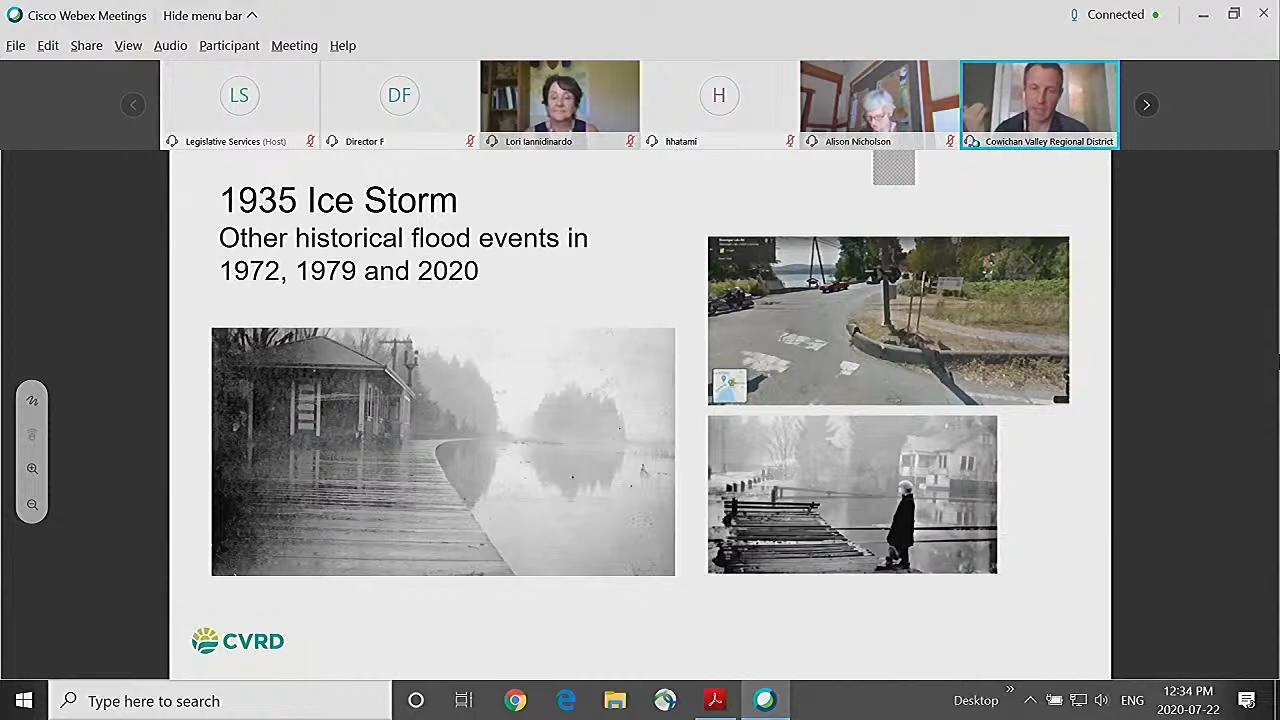 Cisco Webex Meetings
Hide menu bar
Connected
File Edit Share View Audio Participant Meeting Help
LS
DF
H
Legislative Services (Host)
Director F
Lori Iannidinardo
hhatami
Alison Nicholson
Cowichan Valley Regional District
1935 Ice Storm
Other historical flood events in
1972, 1979 and 2020
CVRD
Type here to search
Desktop
ENG
12:34 PM
2020-07-22